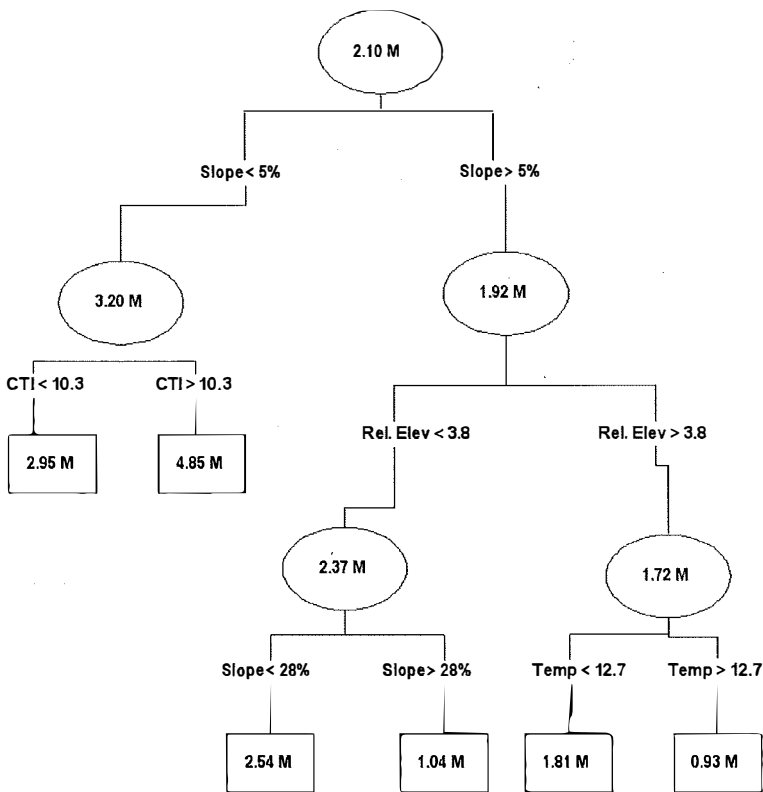 2.10 M
Slope< 5%
Slope> 5%
3.20 M
1.92 M
CTI < 10.3
CTI > 10.3
2.95 M
4.85 M
Rel. Elev < 3.8
Rel. Elev > 3.8
2.37 M
1.72 M
Slope< 28%
Slope> 28%
Temp < 12.7
Temp > 12.7
2.54 M
1.04 M
1.81 M
0.93 M